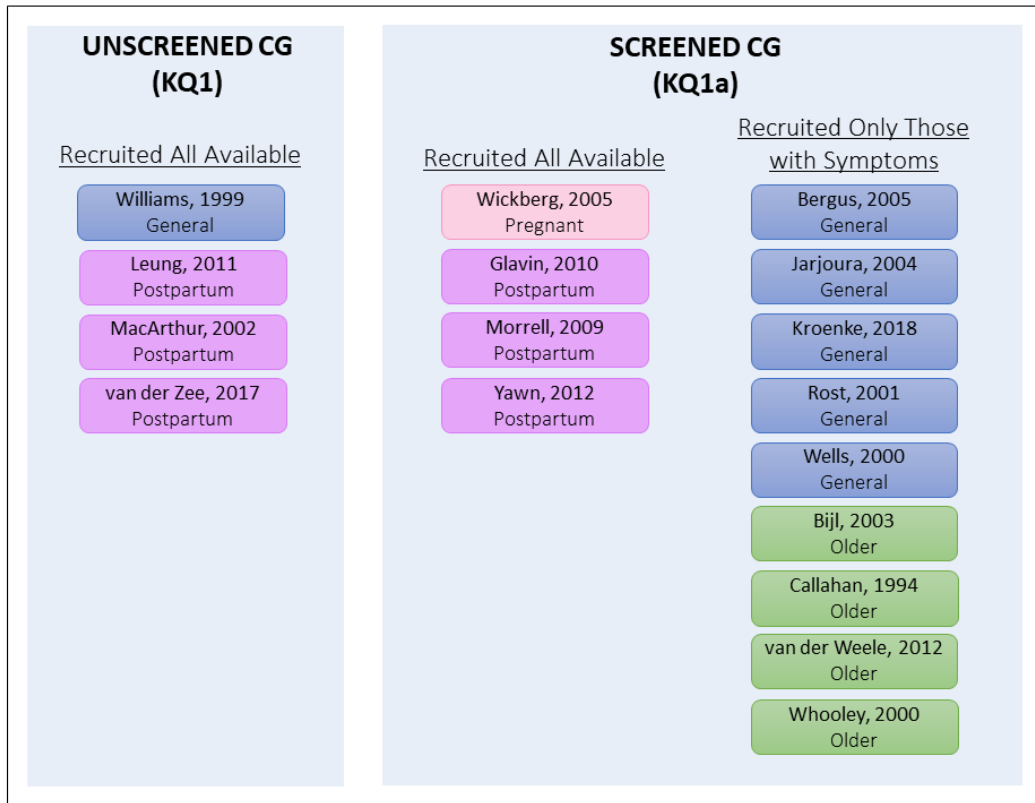 UNSCREENED CG
(KQ1)
Recruited All Available
Williams, 1999
General
Leung, 2011
Postpartum
MacArthur, 2002
Postpartum
van der Zee, 2017
Postpartum
SCREENED CG
(KQ1a)
Recruited All Available
Wickberg, 2005
Pregnant
Glavin, 2010
Postpartum
Morrell, 2009
Postpartum
Yawn, 2012
Postpartum
Recruited Only Those
with Symptoms
Bergus, 2005
General
Jarjoura, 2004
General
Kroenke, 2018
General
Rost, 2001
General
Wells, 2000
General
Bijl, 2003
Older
Callahan, 1994
Older
van der Weele, 2012
Older
Whooley, 2000
Older